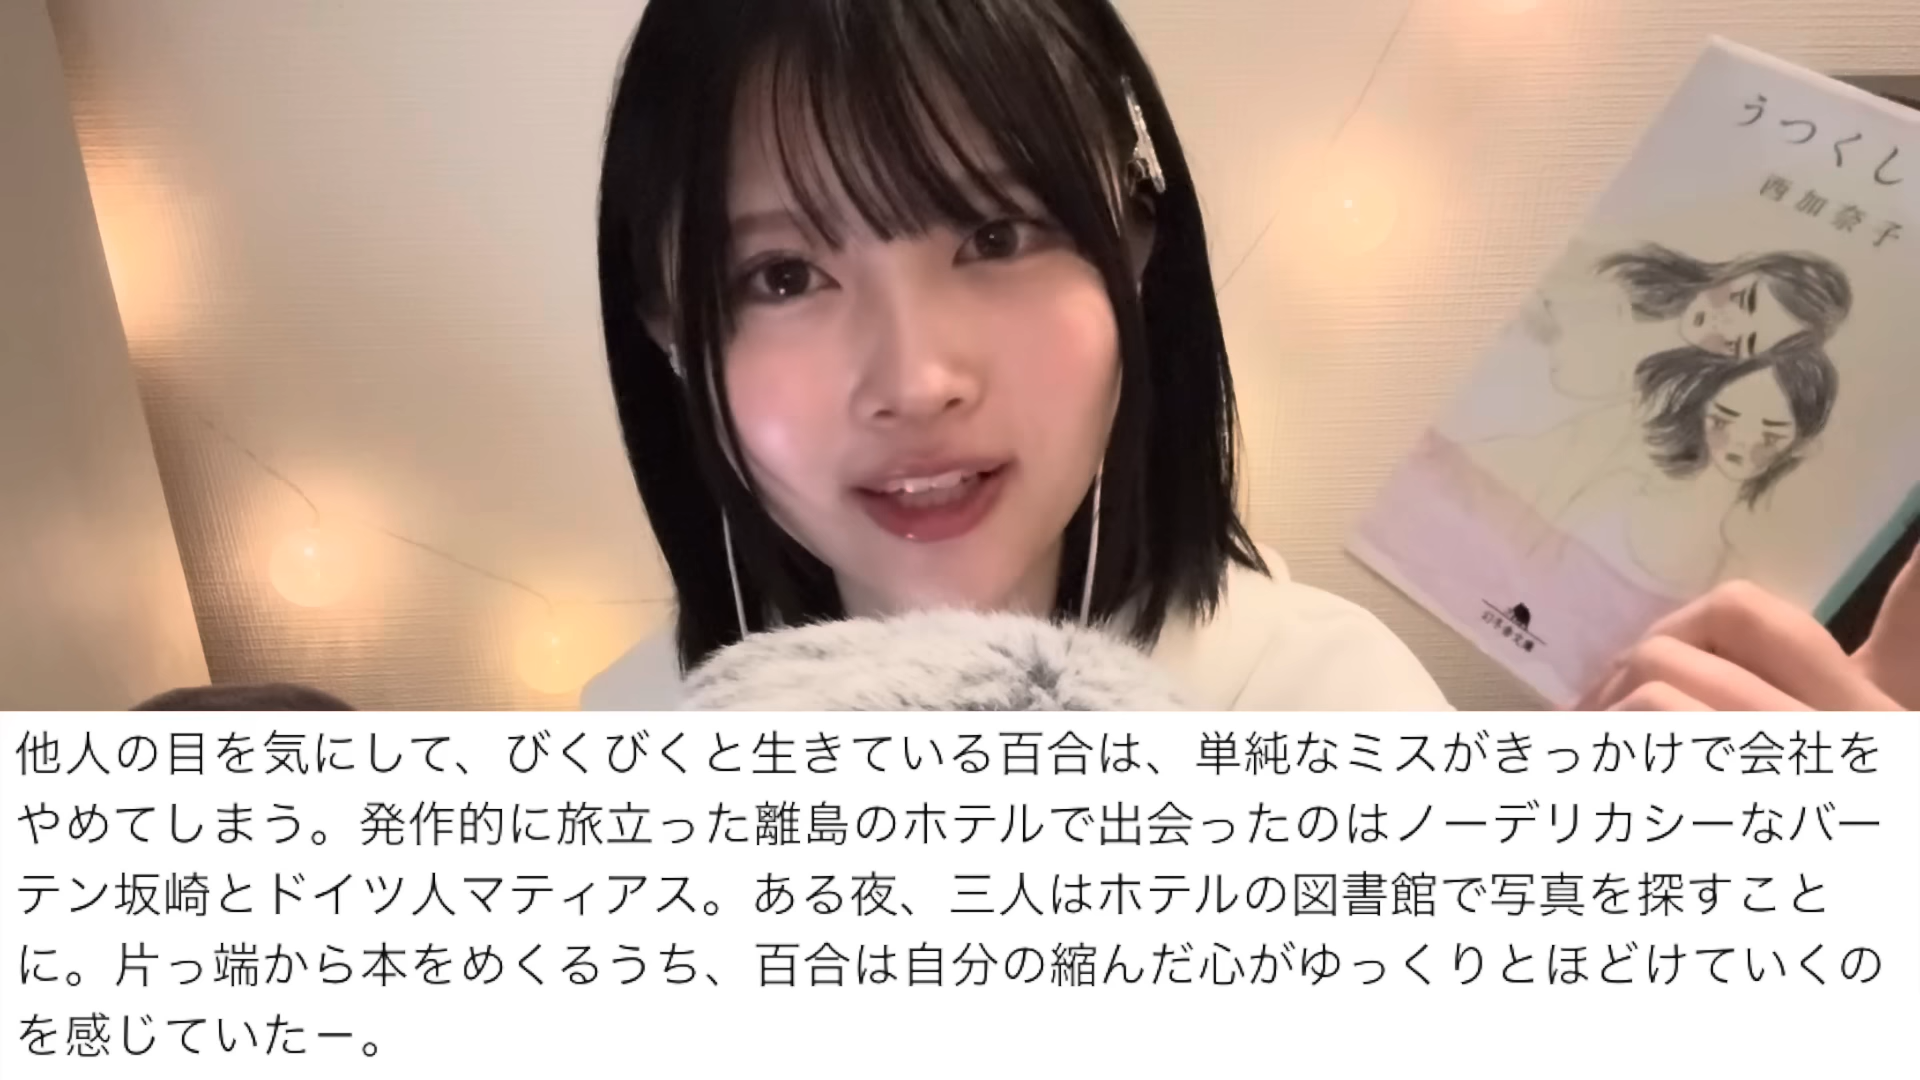 うつくし
西加奈子
幻冬舎文庫
他人の目を気にして、びくびくと生きている百合は、単純なミスがきっかけで会社を
やめてしまう。発作的に旅立った離島のホテルで出会ったのはノーデリカシーなバー
テン坂崎とドイツ人マティアス。ある夜、三人はホテルの図書館で写真を探すこと
に。片っ端から本をめくるうち、百合は自分の縮んだ心がゆっくりとほどけていくの
を感じていたー。